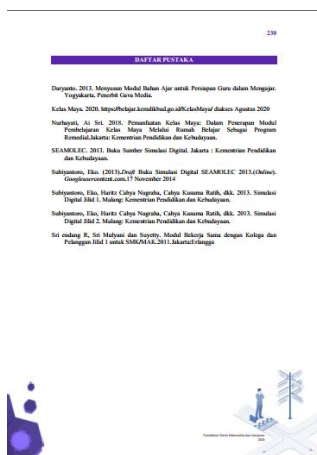 230
DAFTAR PUSTAKA
Daryanto. 2013. Menyusun Modul Bahan Ajar untuk Persiapan Guru dalam Mengajar.
Yogyakarta. Penerbit Gava Media.
Kelas Maya. 2020. https://belajar.kemdikbud.go.id/KelasMaya/ diakses Agustus 2020
Nurhayati, Ai Sri. 2018. Pemanfaatan Kelas Maya: Dalam Penerapan Modul
Pembelajaran Kelas Maya Melalui Rumah Belajar Sebagai Program
Remedial.Jakarta: Kementrian Pendidikan dan Kebudayaan.
SEAMOLEC. 2013. Buku Sumber Simulasi Digital. Jakarta : Kementrian Pendidikan
dan Kebudayaan.
Subiyantoro, Eko. (2013).Draft Buku Simulasi Digital SEAMOLEC 2013.(Online).
Googleusercontent.com.17 November 2014
Subiyantoro, Eko, Haritz Cahya Nugraha, Cahya Kusuma Ratih, dkk. 2013. Simulasi
Digital Jilid 1. Malang: Kementrian Pendidikan dan Kebudayaan.
Subiyantoro, Eko, Haritz Cahya Nugraha, Cahya Kusuma Ratih, dkk. 2013. Simulasi
Digital Jilid 2. Malang: Kementrian Pendidikan dan Kebudayaan.
Sri endang R, Sri Mulyani dan Suyetty. Modul Bekerja Sama dengan Kolega dan
Pelanggan Jilid 1 untuk SMK/MAK.2011.Jakarta:Erlangga
Pendidikan Teknik Informatika dan Komputer
2020